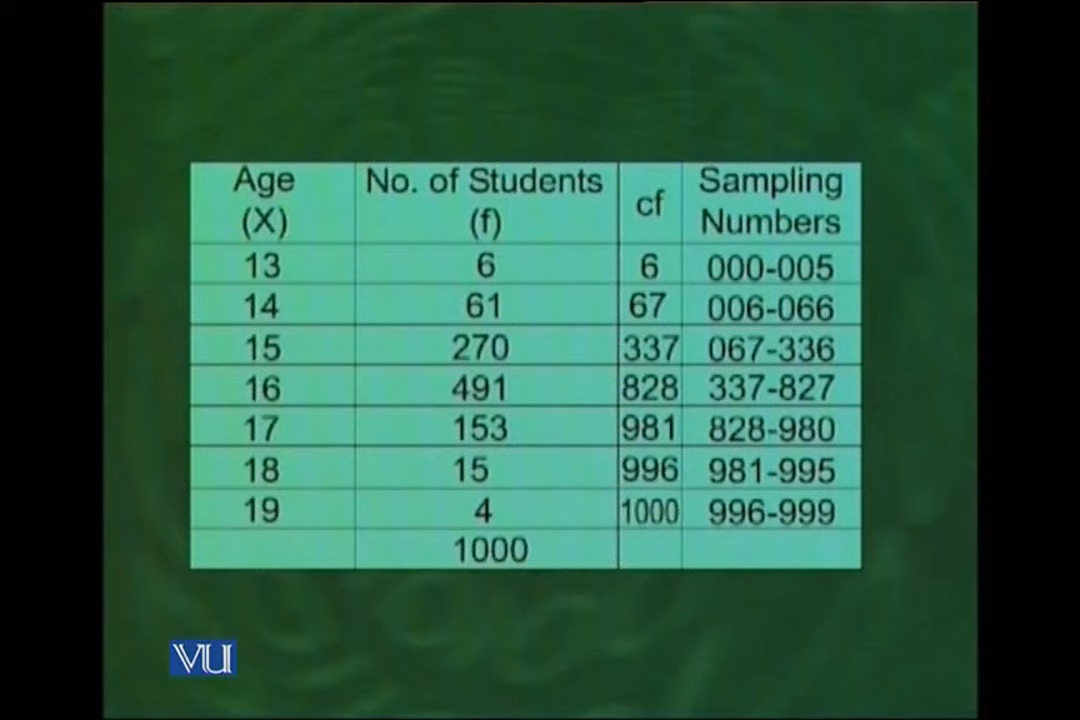 Age (X) No. of Students (f) cf Sampling Numbers
13 6 6 000-005
14 61 67 006-066
15 270 337 067-336
16 491 828 337-827
17 153 981 828-980
18 15 996 981-995
19 4 1000 996-999
1000
VU